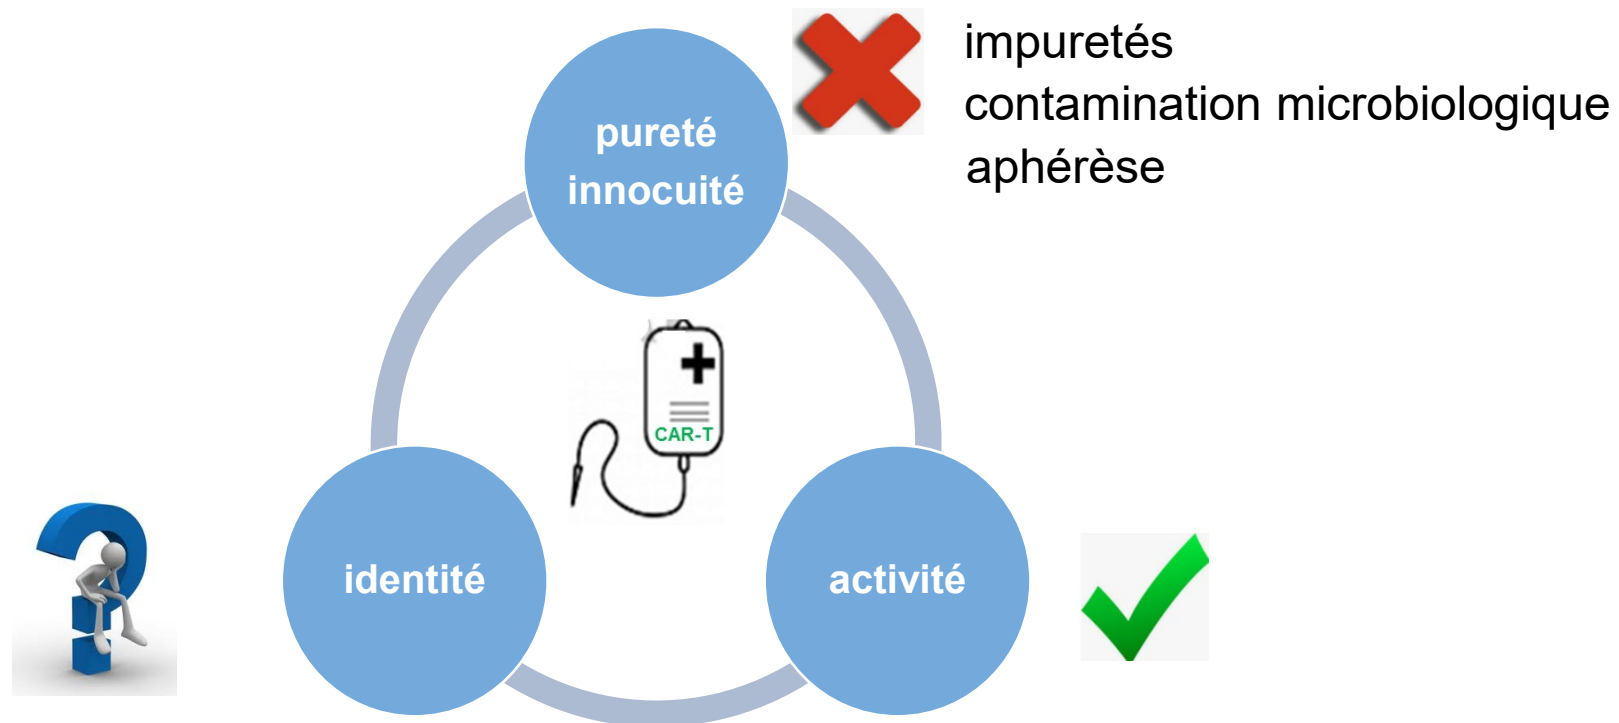 impuretés
contamination microbiologique
aphérèse
pureté
innocuité
CAR-T
identité
activité